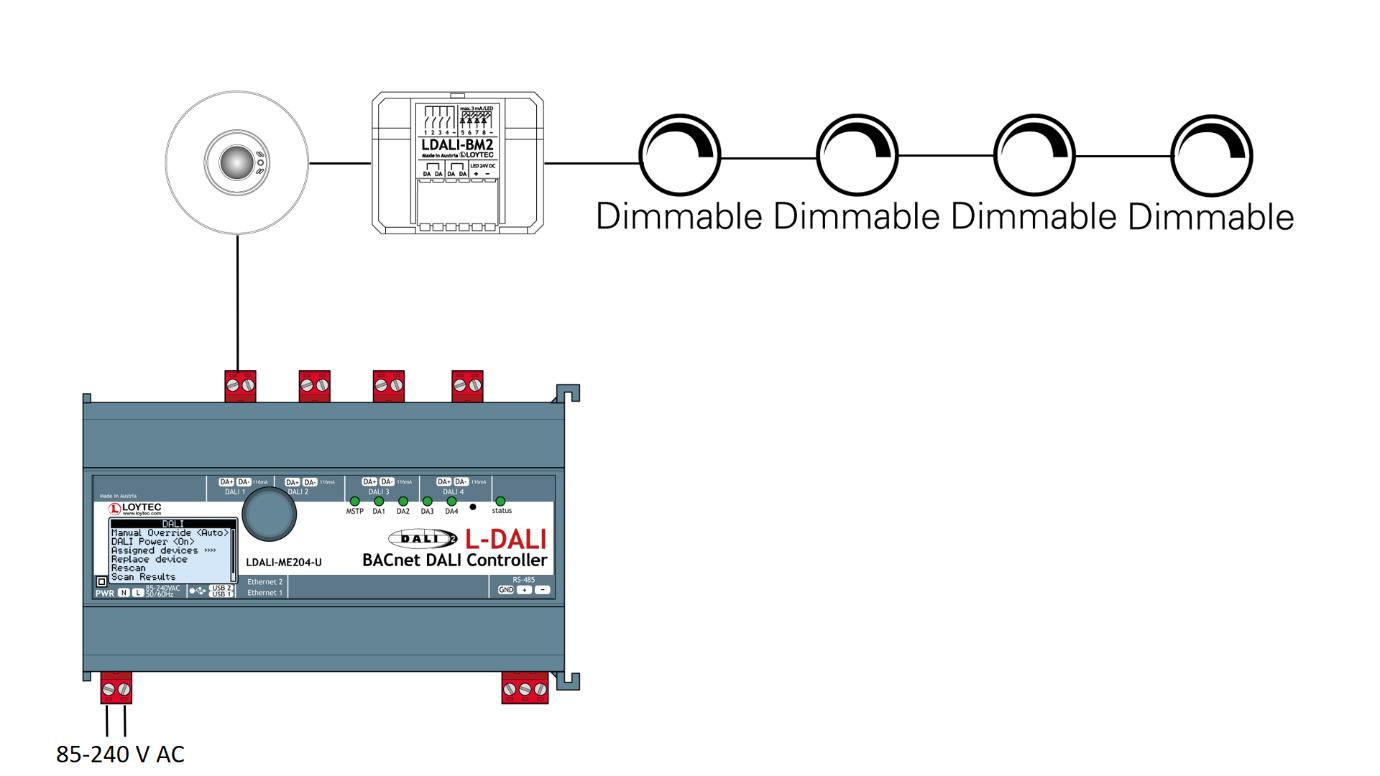 max. 3 mA/LED
1 2 3 4 − 5 6 7 8 −
LDALI-BM2
Made in Austria LOYTEC
LED 24V DC
DA DA DA DA + −
Dimmable Dimmable Dimmable Dimmable
DA+ DA- 116mA DA+ DA- 116mA DA+ DA- 116mA DA+ DA- 116mA
DALI 1 DALI 2 DALI 3 DALI 4
Made in Austria
LOYTEC
www.loytec.com
MSTP DA1 DA2 DA3 DA4 status
DALI
Manual Override <Auto>
DALI Power <On>
Assigned devices »»
Replace device
Rescan
Scan Results
DALI 2 L-DALI
LDALI-ME204-U BACnet DALI Controller
PWR N L 85-240VAC
50/60Hz
USB 2
USB 1
Ethernet 2
Ethernet 1
RS-485
GND + −
85-240 V AC